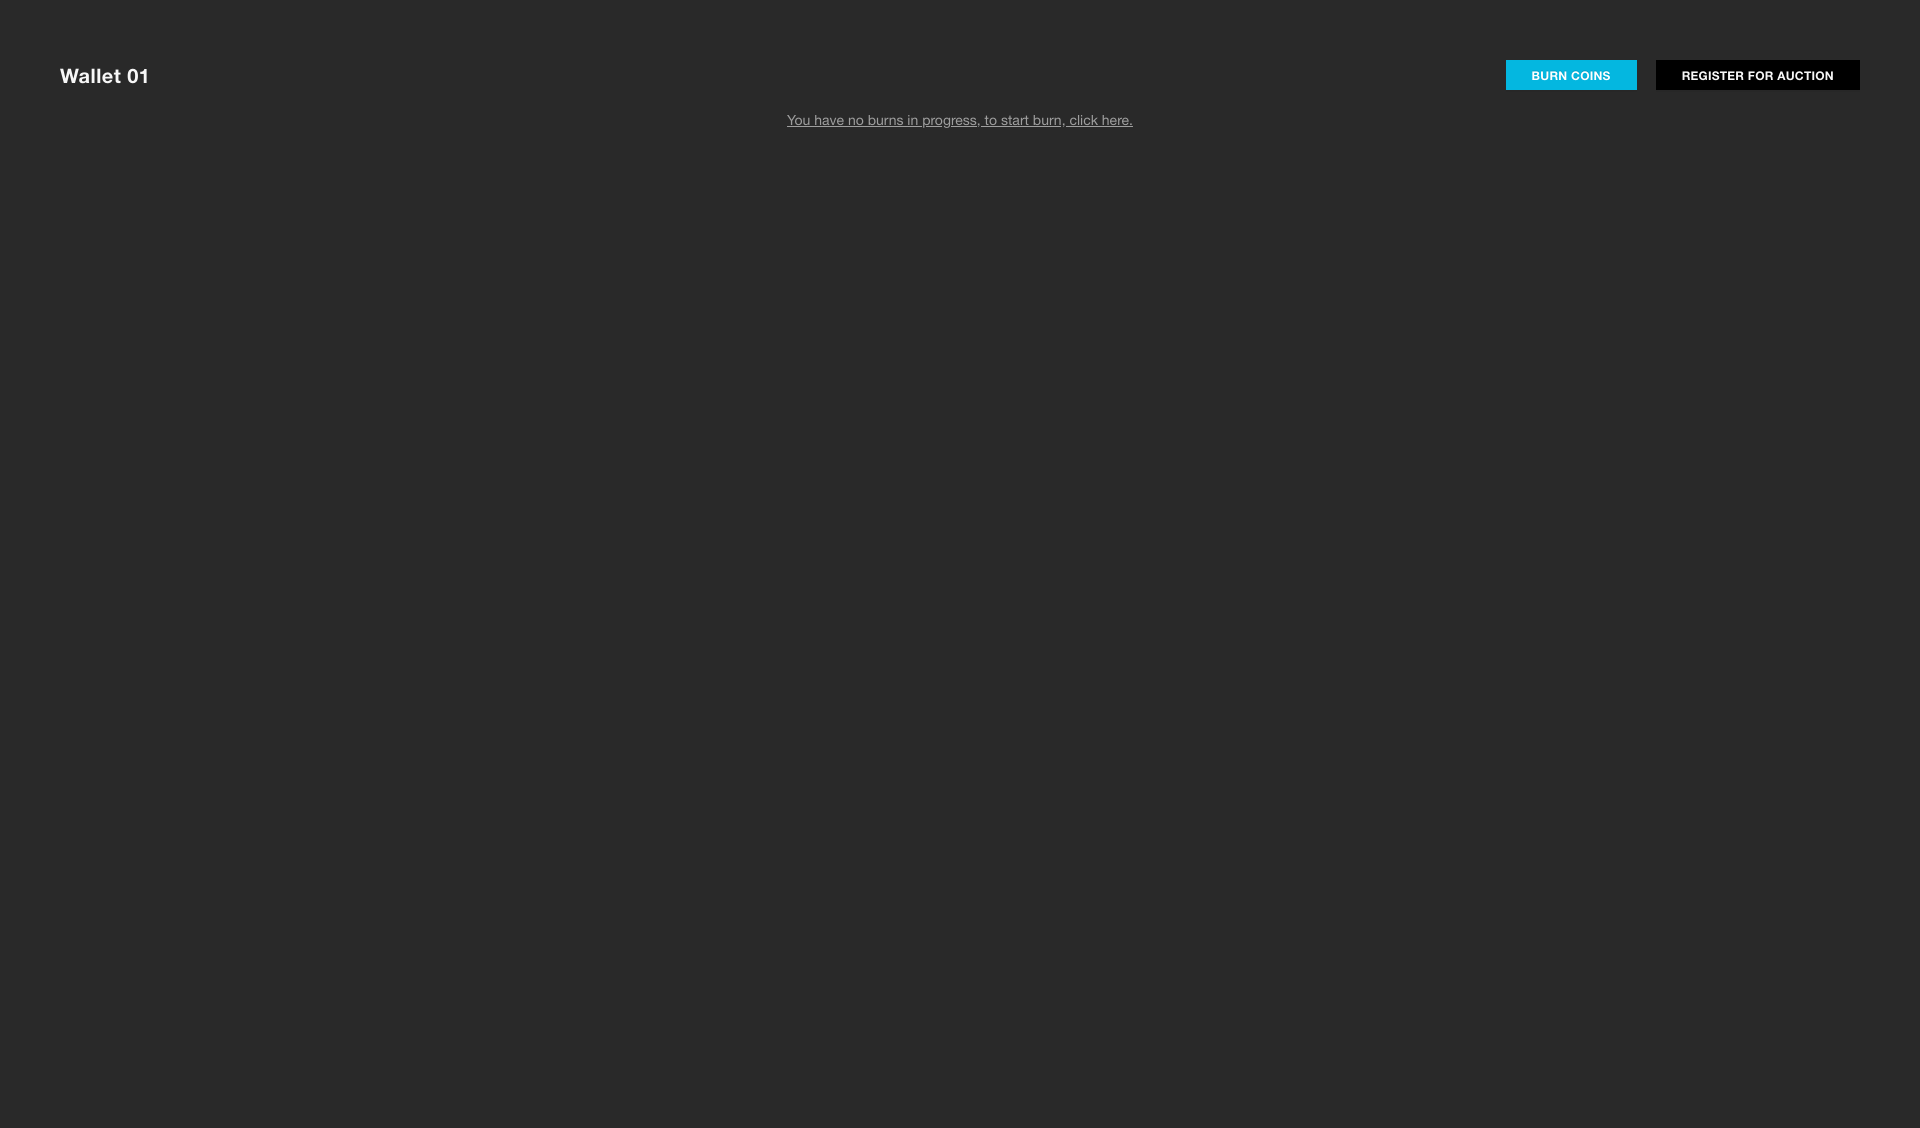 Wallet 01
BURN COINS
REGISTER FOR AUCTION
You have no burns in progress, to start burn, click here.